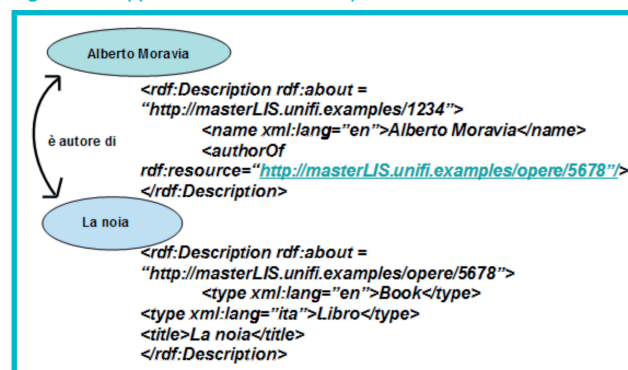 Alberto Moravia
<rdf:Description rdf:about =
“http://masterLIS.unifi.examples/1234”>
<name xml:lang=”en”>Alberto Moravia</name>
<authorOf
è autore di
rdf:resource=“http://masterLIS.unifi.examples/opere/5678”/>
</rdf:Description>
La noia
<rdf:Description rdf:about =
“http://masterLIS.unifi.examples/opere/5678”>
<type xml:lang=”en”>Book</type>
<type xml:lang=”ita”>Libro</type>
<title>La noia</title>
</rdf:Description>